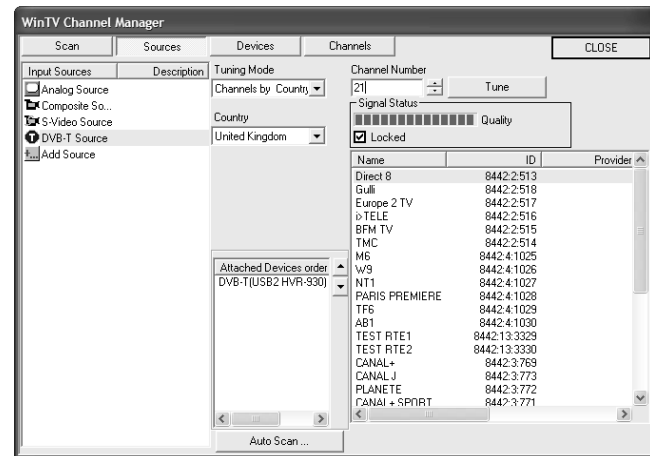 WinTV Channel Manager
Scan Sources Devices Channels CLOSE
Input Sources Description
Analog Source
Composite So...
S-Video Source
DVB-T Source
Add Source
Tuning Mode
Channels by Country
Country
United Kingdom
Attached Devices order
DVB-T(USB2 HVR-930)
Auto Scan ...
Channel Number
21 Tune
Signal Status
Quality
Locked
Name ID Provider
Direct 8 8442:2:513
Gulli 8442:2:518
Europe 2 TV 8442:2:517
i>TELE 8442:2:516
BFM TV 8442:2:515
TMC 8442:2:514
M6 8442:4:1025
W9 8442:4:1026
NT1 8442:4:1027
PARIS PREMIERE 8442:4:1028
TF6 8442:4:1029
AB1 8442:4:1030
TEST RTE1 8442:13:3329
TEST RTE2 8442:13:3330
CANAL+ 8442:3:769
CANAL J 8442:3:773
PLANETE 8442:3:772
CANAL+ SPORT 8442:3:771